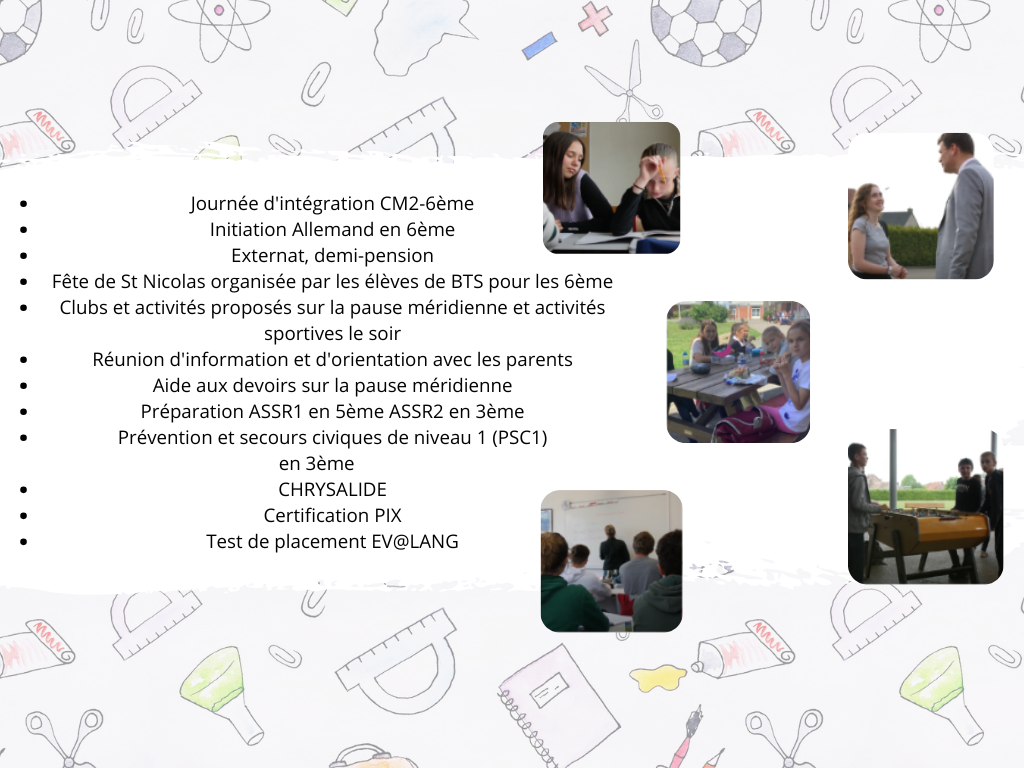 • Journée d'intégration CM2-6ème
• Initiation Allemand en 6ème
• Externat, demi-pension
• Fête de St Nicolas organisée par les élèves de BTS pour les 6ème
• Clubs et activités proposés sur la pause méridienne et activités
sportives le soir
• Réunion d'information et d'orientation avec les parents
• Aide aux devoirs sur la pause méridienne
• Préparation ASSR1 en 5ème ASSR2 en 3ème
• Prévention et secours civiques de niveau 1 (PSC1)
en 3ème
• CHRYSALIDE
• Certification PIX
• Test de placement EV@LANG